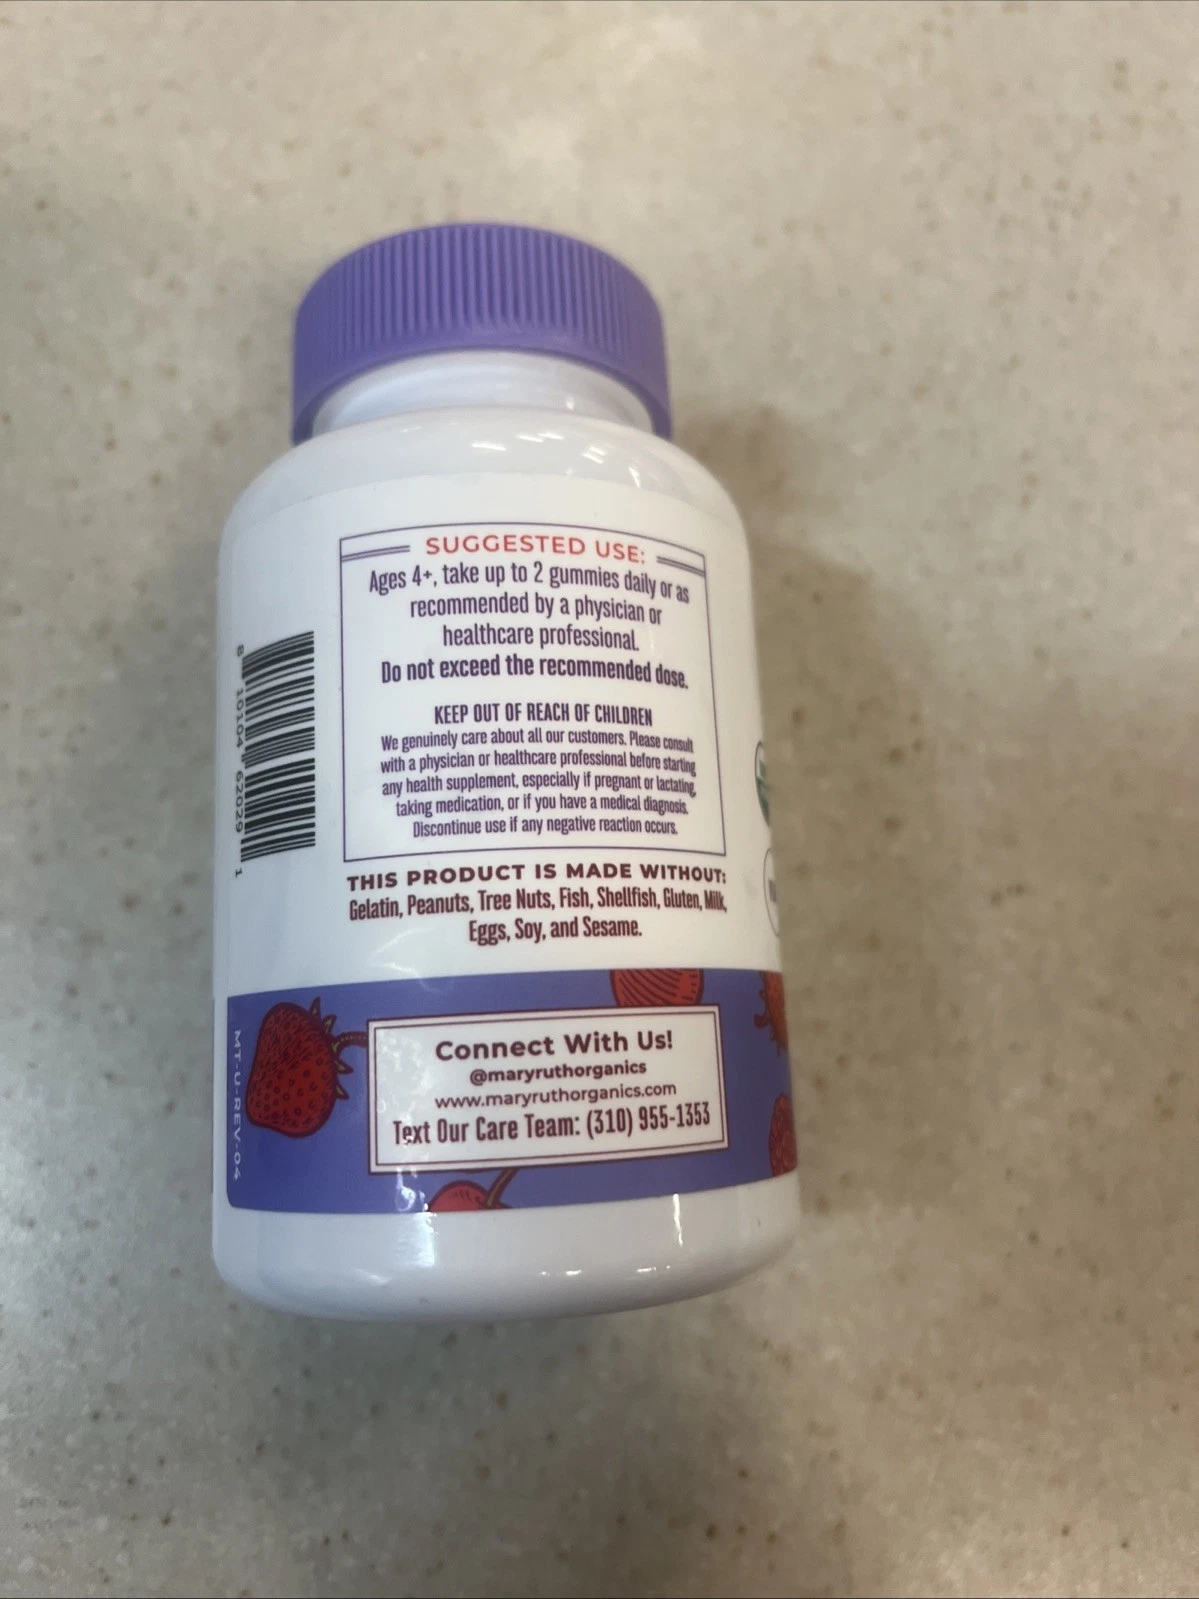 SUGGESTED USE:
Ages 4+, take up to 2 gummies daily or as
recommended by a physician or
healthcare professional.
Do not exceed the recommended dose.
KEEP OUT OF REACH OF CHILDREN
We genuinely care about all our customers. Please consult
with a physician or healthcare professional before starting
any health supplement, especially if pregnant or lactating,
taking medication, or if you have a medical diagnosis.
Discontinue use if any negative reaction occurs.
THIS PRODUCT IS MADE WITHOUT:
Gelatin, Peanuts, Tree Nuts, Fish, Shellfish, Gluten, Milk,
Eggs, Soy, and Sesame.
Connect With Us!
@maryruthorganics
www.maryruthorganics.com
Text Our Care Team: (310) 955-1353
8 10104 62029 1
MT-U-REV-04